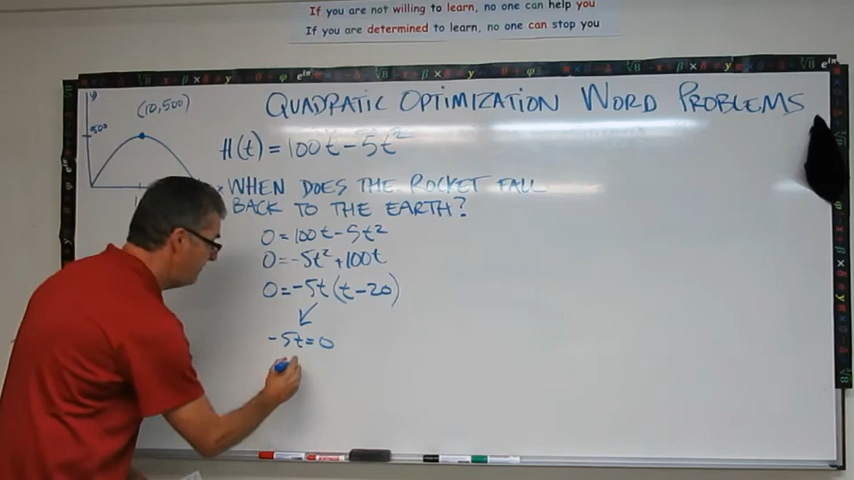 If you are not willing to learn, no one can help you
If you are determined to learn, no one can stop you
QUADRATIC OPTIMIZATION WORD PROBLEMS
(10,500)
500
H(t) = 100t - 5t²
WHEN DOES THE ROCKET FALL
BACK TO THE EARTH?
0 = 100t - 5t²
0 = -5t² + 100t
0 = -5t (t - 20)
-5t = 0